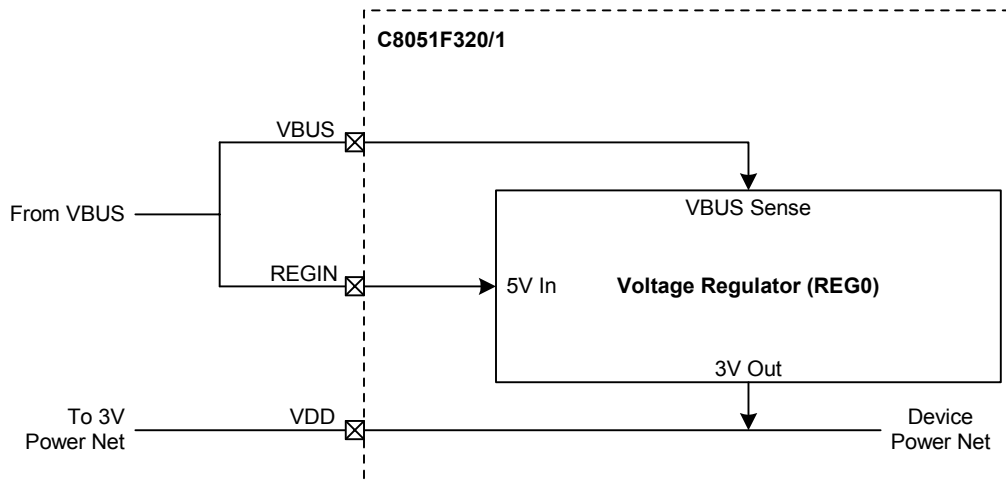 C8051F320/1
VBUS
From VBUS
VBUS Sense
REGIN
5V In
Voltage Regulator (REG0)
3V Out
To 3V
Power Net
VDD
Device
Power Net